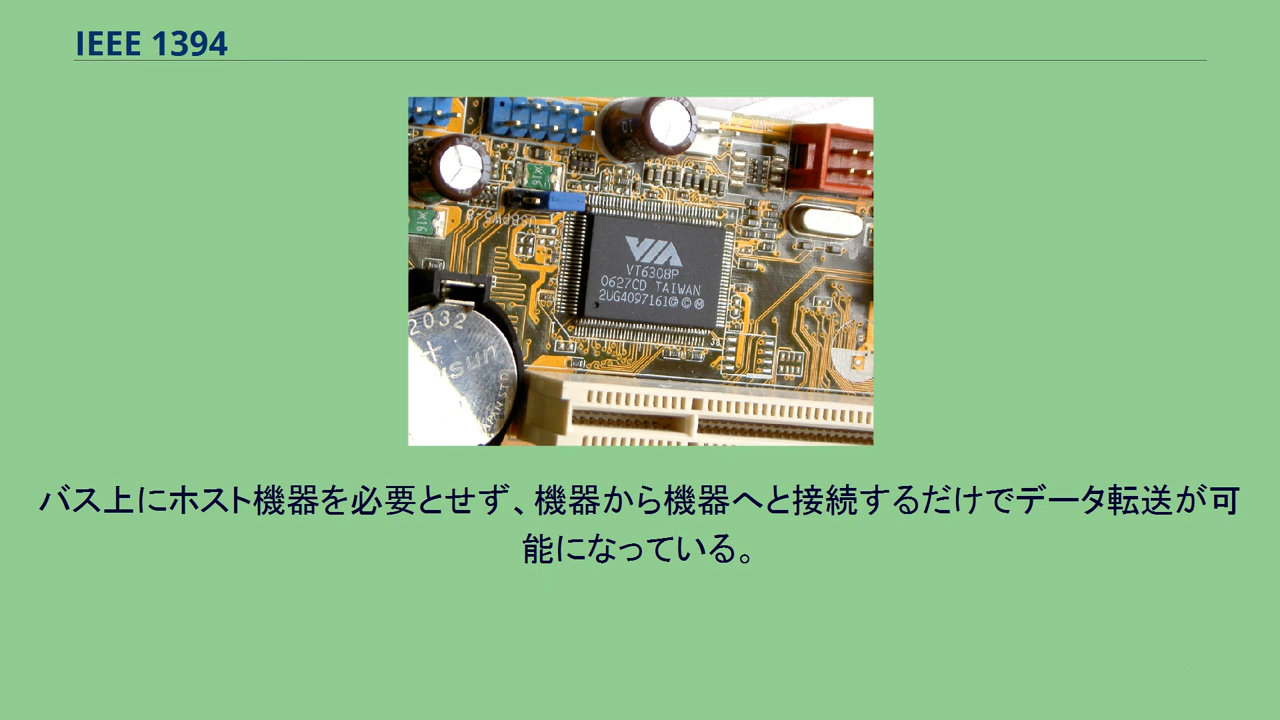 IEEE 1394
VIA
VT6308P
0627CD TAIWAN
2UG4097161
2032
バス上にホスト機器を必要とせず、機器から機器へと接続するだけでデータ転送が可
能になっている。